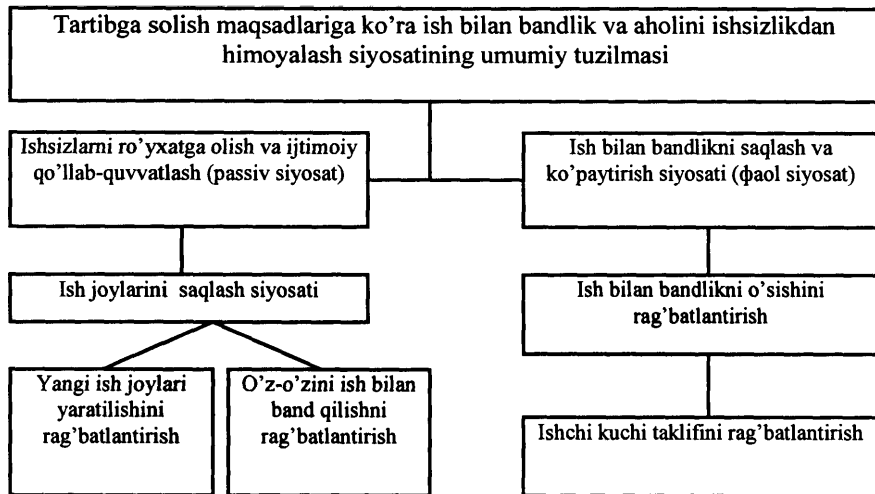 Tartibga solish maqsadlariga ko'ra ish bilan bandlik va aholini ishsizlikdan
himoyalash siyosatining umumiy tuzilmasi
Ishsizlarni ro'yxatga olish va ijtimoiy
qo'llab-quvvatlash (passiv siyosat)
Ish bilan bandlikni saqlash va
ko'paytirish siyosati (фaol siyosat)
Ish joylarini saqlash siyosati
Ish bilan bandlikni o'sishini
rag'batlantirish
Yangi ish joylari
yaratilishini
rag'batlantirish
O'z-o'zini ish bilan
band qilishni
rag'batlantirish
Ishchi kuchi taklifini rag'batlantirish